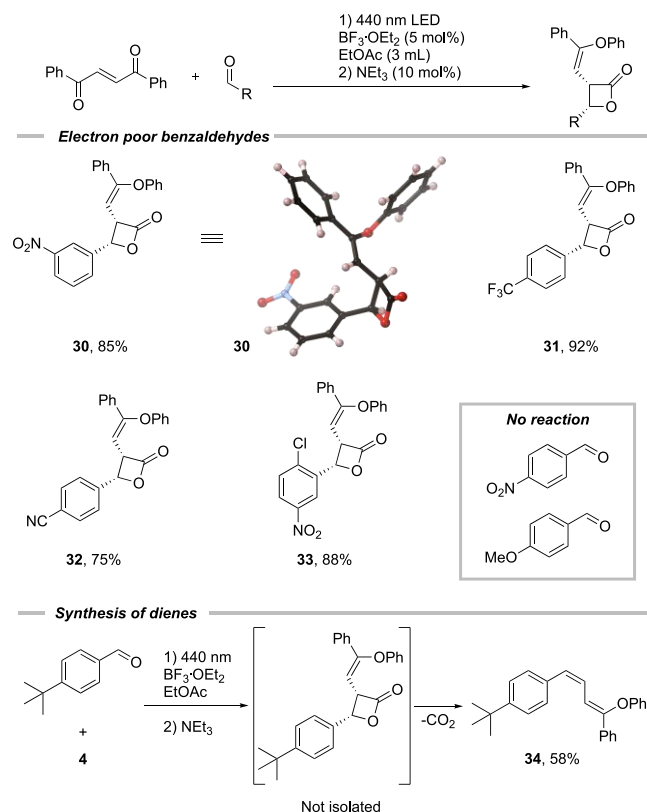 1) 440 nm LED
BF₃·OEt₂ (5 mol%)
EtOAc (3 mL)
2) NEt₃ (10 mol%)
Ph
O
O
Ph
+
O
R
Ph
OPh
O
O
R
Electron poor benzaldehydes
Ph
OPh
O
O
O₂N
30, 85%
30
Ph
OPh
O
O
F₃C
31, 92%
Ph
OPh
O
O
NC
32, 75%
Ph
OPh
Cl
O
O
NO₂
33, 88%
No reaction
O
O₂N
O
MeO
Synthesis of dienes
O
+
4
1) 440 nm
BF₃·OEt₂
EtOAc
2) NEt₃
Ph
OPh
O
O
Not isolated
-CO₂
OPh
Ph
34, 58%